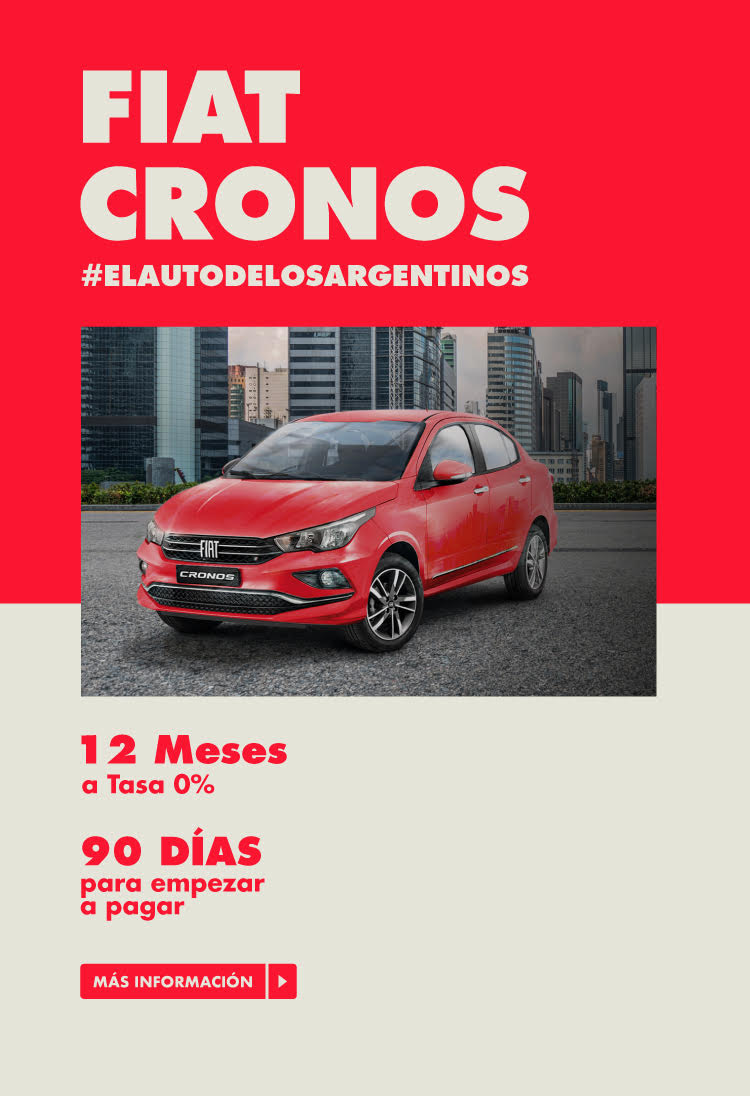 FIAT
CRONOS
#ELAUTODELOSARGENTINOS
FIAT
CRONOS
12 Meses
a Tasa 0%
90 DÍAS
para empezar
a pagar
MÁS INFORMACIÓN